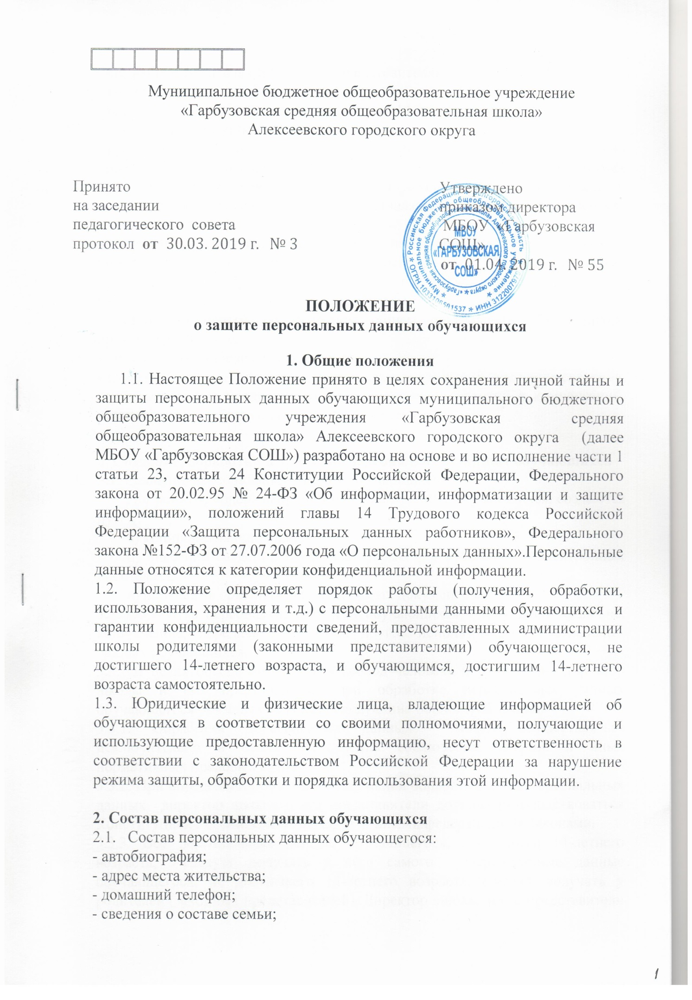 Муниципальное бюджетное общеобразовательное учреждение
«Гарбузовская средняя общеобразовательная школа»
Алексеевского городского округа
Принято
на заседании
педагогического совета
протокол от 30.03. 2019 г. № 3
Утверждено
приказом директора
МБОУ «Гарбузовская
СОШ»
от 01.04. 2019 г. № 55
✶ Российская Федерация ✶ Белгородская область ✶ ИНН 3122007979 ✶ ОГРН 1033106501537
✶ Муниципальное бюджетное общеобразовательное учреждение ✶
✶ «Гарбузовская средняя общеобразовательная школа» Алексеевского городского округа
МБОУ
«ГАРБУЗОВСКАЯ
СОШ»
ПОЛОЖЕНИЕ
о защите персональных данных обучающихся
1. Общие положения
1.1. Настоящее Положение принято в целях сохранения личной тайны и
защиты персональных данных обучающихся муниципального бюджетного
общеобразовательного учреждения «Гарбузовская средняя
общеобразовательная школа» Алексеевского городского округа (далее
МБОУ «Гарбузовская СОШ») разработано на основе и во исполнение части 1
статьи 23, статьи 24 Конституции Российской Федерации, Федерального
закона от 20.02.95 № 24-ФЗ «Об информации, информатизации и защите
информации», положений главы 14 Трудового кодекса Российской
Федерации «Защита персональных данных работников», Федерального
закона №152-ФЗ от 27.07.2006 года «О персональных данных».Персональные
данные относятся к категории конфиденциальной информации.
1.2. Положение определяет порядок работы (получения, обработки,
использования, хранения и т.д.) с персональными данными обучающихся и
гарантии конфиденциальности сведений, предоставленных администрации
школы родителями (законными представителями) обучающегося, не
достигшего 14-летнего возраста, и обучающимся, достигшим 14-летнего
возраста самостоятельно.
1.3. Юридические и физические лица, владеющие информацией об
обучающихся в соответствии со своими полномочиями, получающие и
использующие предоставленную информацию, несут ответственность в
соответствии с законодательством Российской Федерации за нарушение
режима защиты, обработки и порядка использования этой информации.
2. Состав персональных данных обучающихся
2.1. Состав персональных данных обучающегося:
- автобиография;
- адрес места жительства;
- домашний телефон;
- сведения о составе семьи;
1